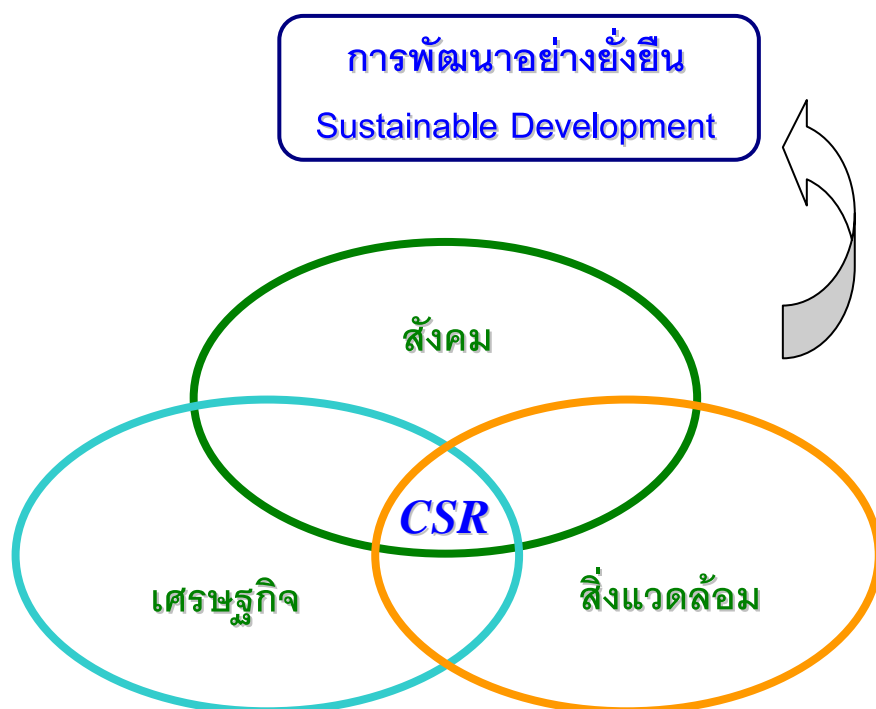 การพัฒนาอย่างยั่งยืน
Sustainable Development
สังคม
CSR
เศรษฐกิจ
สิ่งแวดล้อม